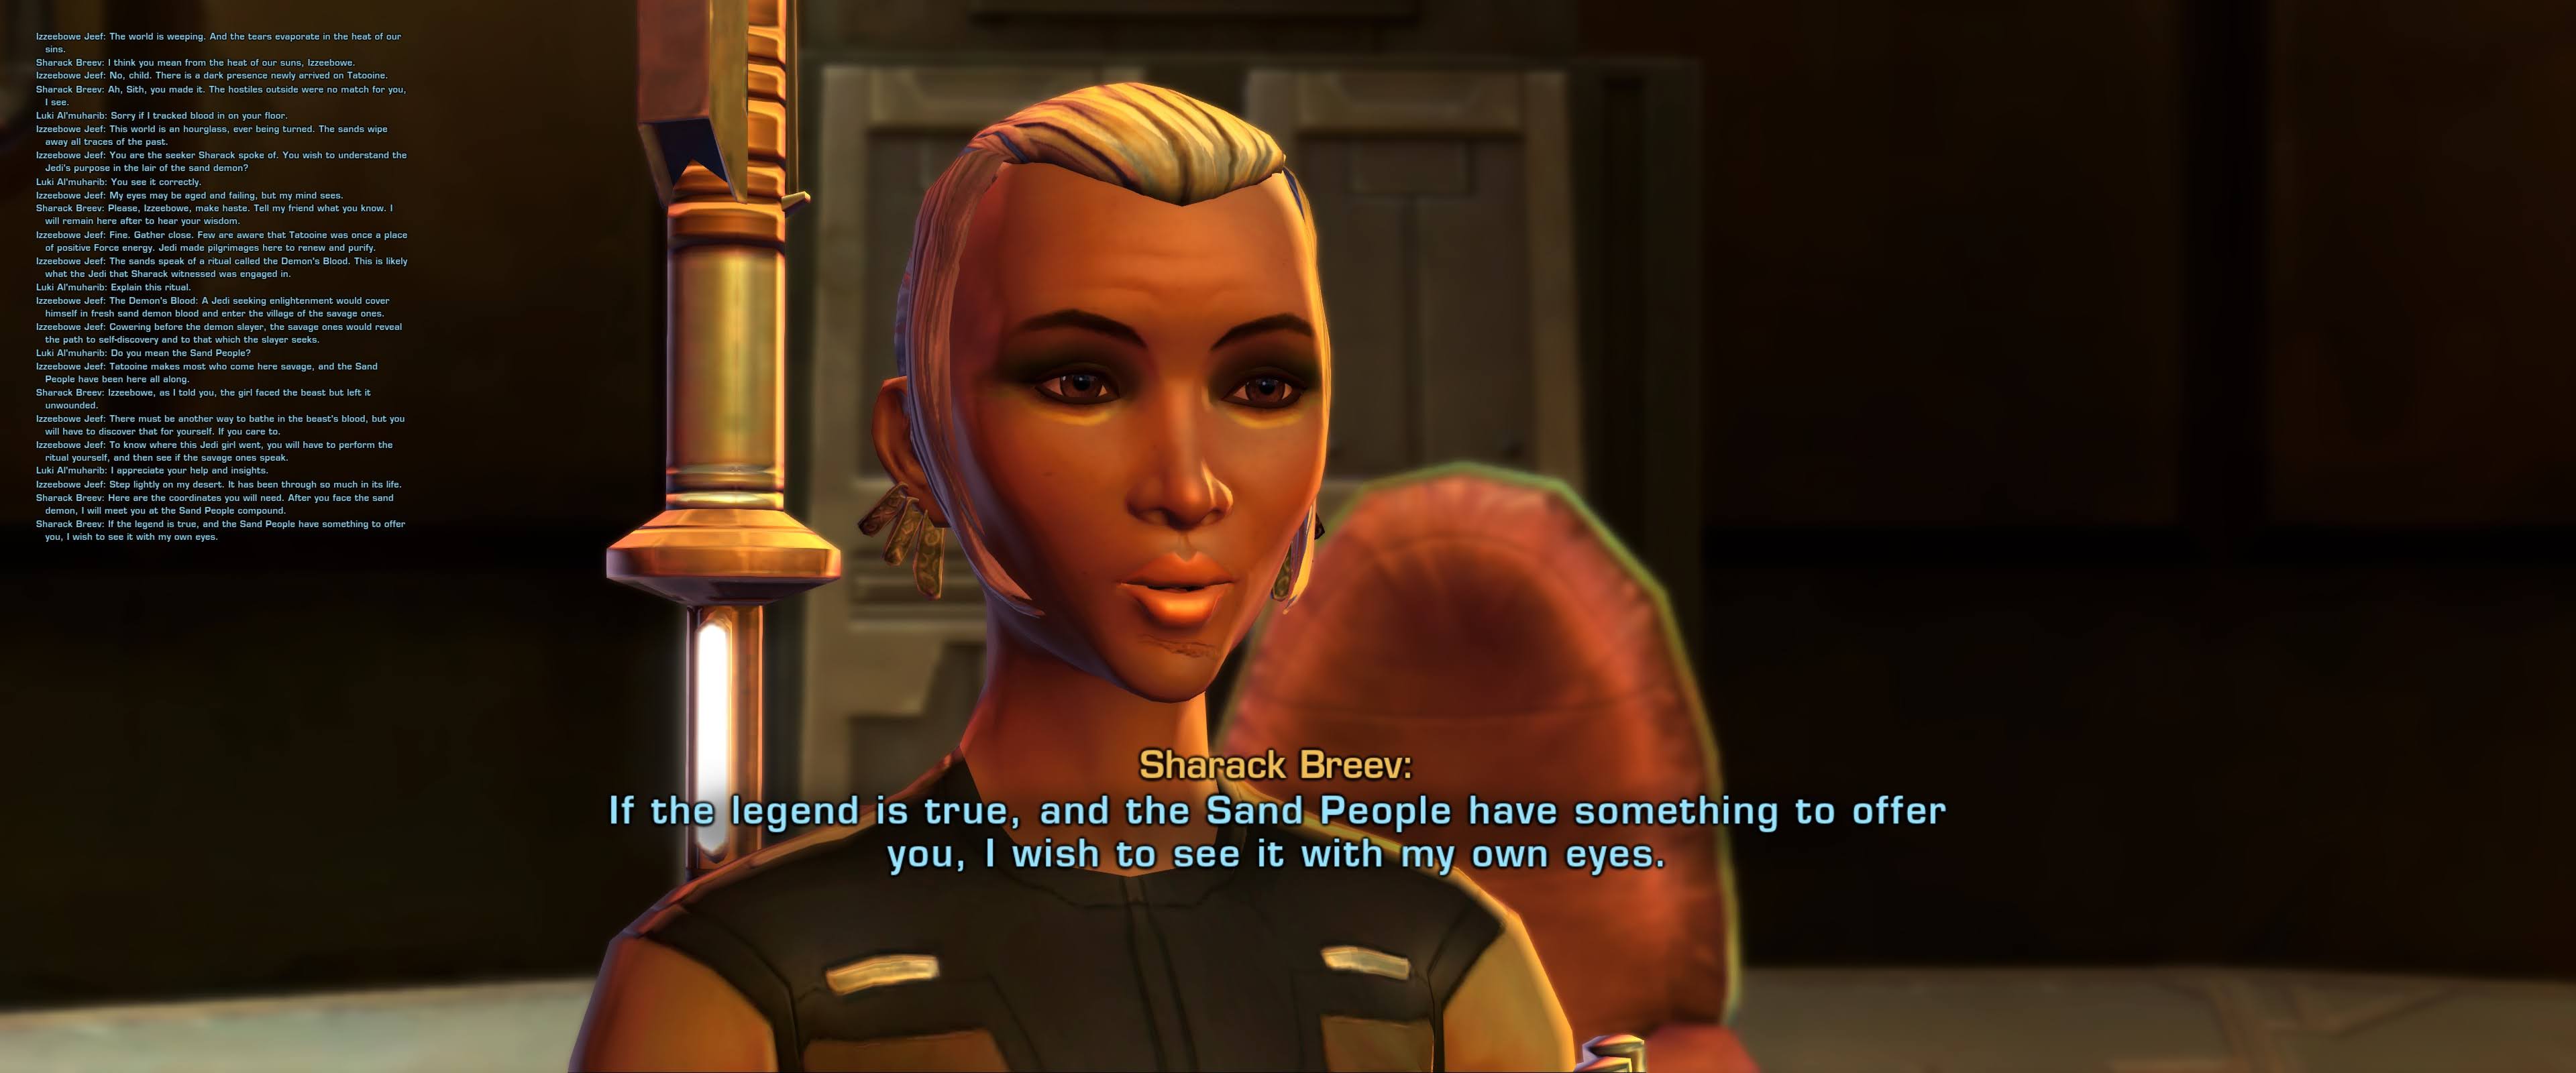 Izzeebowe Jeef: The world is weeping. And the tears evaporate in the heat of our
sins.
Sharack Breev: I think you mean from the heat of our suns, Izzeebowe.
Izzeebowe Jeef: No, child. There is a dark presence newly arrived on Tatooine.
Sharack Breev: Ah, Sith, you made it. The hostiles outside were no match for you,
I see.
Luki Al'muharib: Sorry if I tracked blood in on your floor.
Izzeebowe Jeef: This world is an hourglass, ever being turned. The sands wipe
away all traces of the past.
Izzeebowe Jeef: You are the seeker Sharack spoke of. You wish to understand the
Jedi's purpose in the lair of the sand demon?
Luki Al'muharib: You see it correctly.
Izzeebowe Jeef: My eyes may be aged and failing, but my mind sees.
Sharack Breev: Please, Izzeebowe, make haste. Tell my friend what you know. I
will remain here after to hear your wisdom.
Izzeebowe Jeef: Fine. Gather close. Few are aware that Tatooine was once a place
of positive Force energy. Jedi made pilgrimages here to renew and purify.
Izzeebowe Jeef: The sands speak of a ritual called the Demon's Blood. This is likely
what the Jedi that Sharack witnessed was engaged in.
Luki Al'muharib: Explain this ritual.
Izzeebowe Jeef: The Demon's Blood: A Jedi seeking enlightenment would cover
himself in fresh sand demon blood and enter the village of the savage ones.
Izzeebowe Jeef: Cowering before the demon slayer, the savage ones would reveal
the path to self-discovery and to that which the slayer seeks.
Luki Al'muharib: Do you mean the Sand People?
Izzeebowe Jeef: Tatooine makes most who come here savage, and the Sand
People have been here all along.
Sharack Breev: Izzeebowe, as I told you, the girl faced the beast but left it
unwounded.
Izzeebowe Jeef: There must be another way to bathe in the beast's blood, but you
will have to discover that for yourself. If you care to.
Izzeebowe Jeef: To know where this Jedi girl went, you will have to perform the
ritual yourself, and then see if the savage ones speak.
Luki Al'muharib: I appreciate your help and insights.
Izzeebowe Jeef: Step lightly on my desert. It has been through so much in its life.
Sharack Breev: Here are the coordinates you will need. After you face the sand
demon, I will meet you at the Sand People compound.
Sharack Breev: If the legend is true, and the Sand People have something to offer
you, I wish to see it with my own eyes.
Sharack Breev:
If the legend is true, and the Sand People have something to offer
you, I wish to see it with my own eyes.